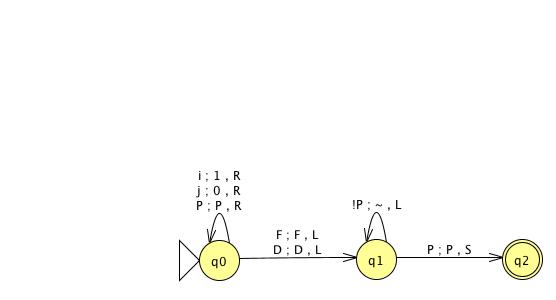 i ; 1 , R
j ; 0 , R
P ; P , R
!P ; ~ , L
F ; F , L
D ; D , L
P ; P , S
q0
q1
q2